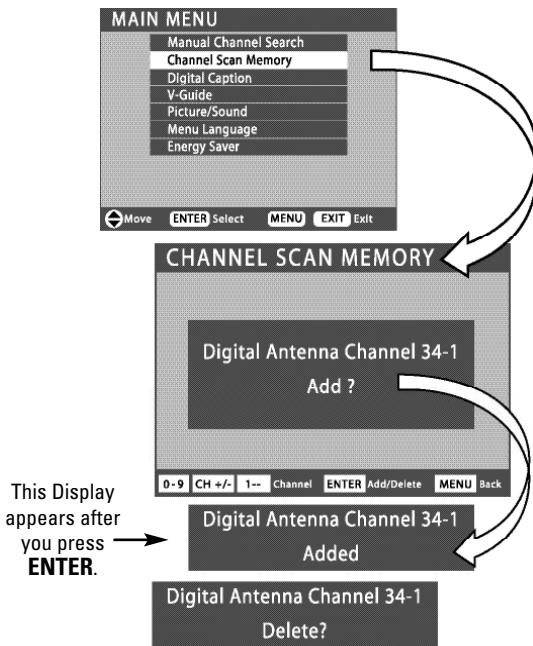 MAIN MENU
Manual Channel Search
Channel Scan Memory
Digital Caption
V-Guide
Picture/Sound
Menu Language
Energy Saver
Move ENTER Select MENU EXIT Exit
CHANNEL SCAN MEMORY
Digital Antenna Channel 34-1
Add ?
0-9 CH +/- 1-- Channel ENTER Add/Delete MENU Back
This Display
appears after
you press
ENTER.
Digital Antenna Channel 34-1
Added
Digital Antenna Channel 34-1
Delete?